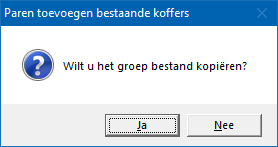 Paren toevoegen bestaande koffers
Wilt u het groep bestand kopiëren?
Ja
Nee